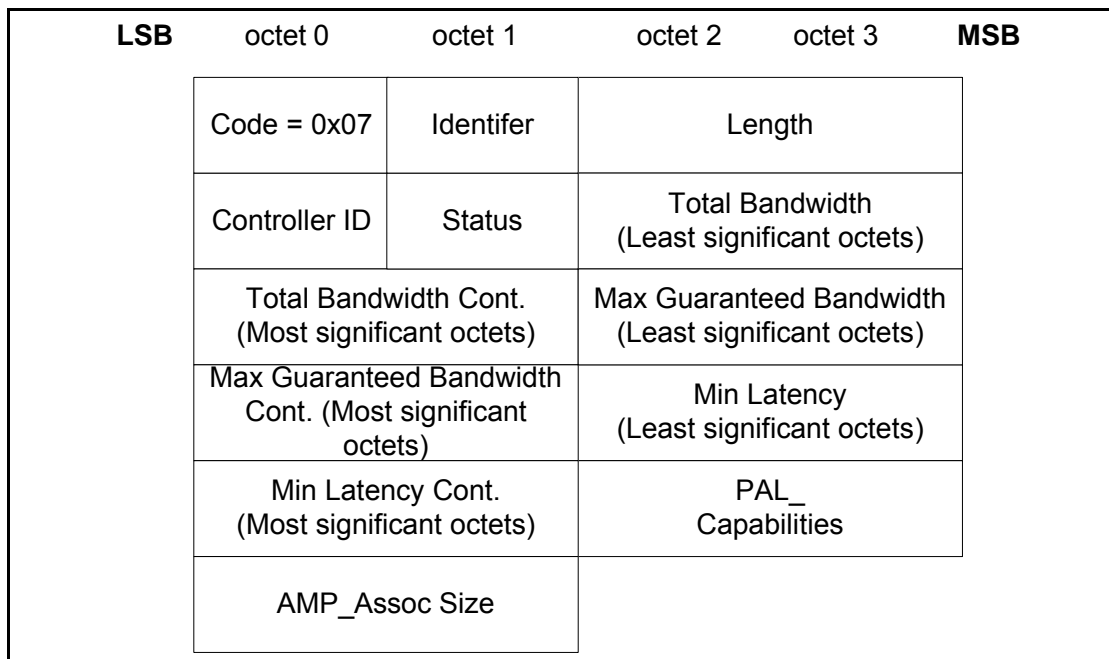 LSB octet 0 octet 1 octet 2 octet 3 MSB
Code = 0x07 Identifer Length
Controller ID Status
Total Bandwidth
(Least significant octets)
Total Bandwidth Cont.
(Most significant octets)
Max Guaranteed Bandwidth
(Least significant octets)
Max Guaranteed Bandwidth
Cont. (Most significant
octets)
Min Latency
(Least significant octets)
Min Latency Cont.
(Most significant octets)
PAL_
Capabilities
AMP_Assoc Size